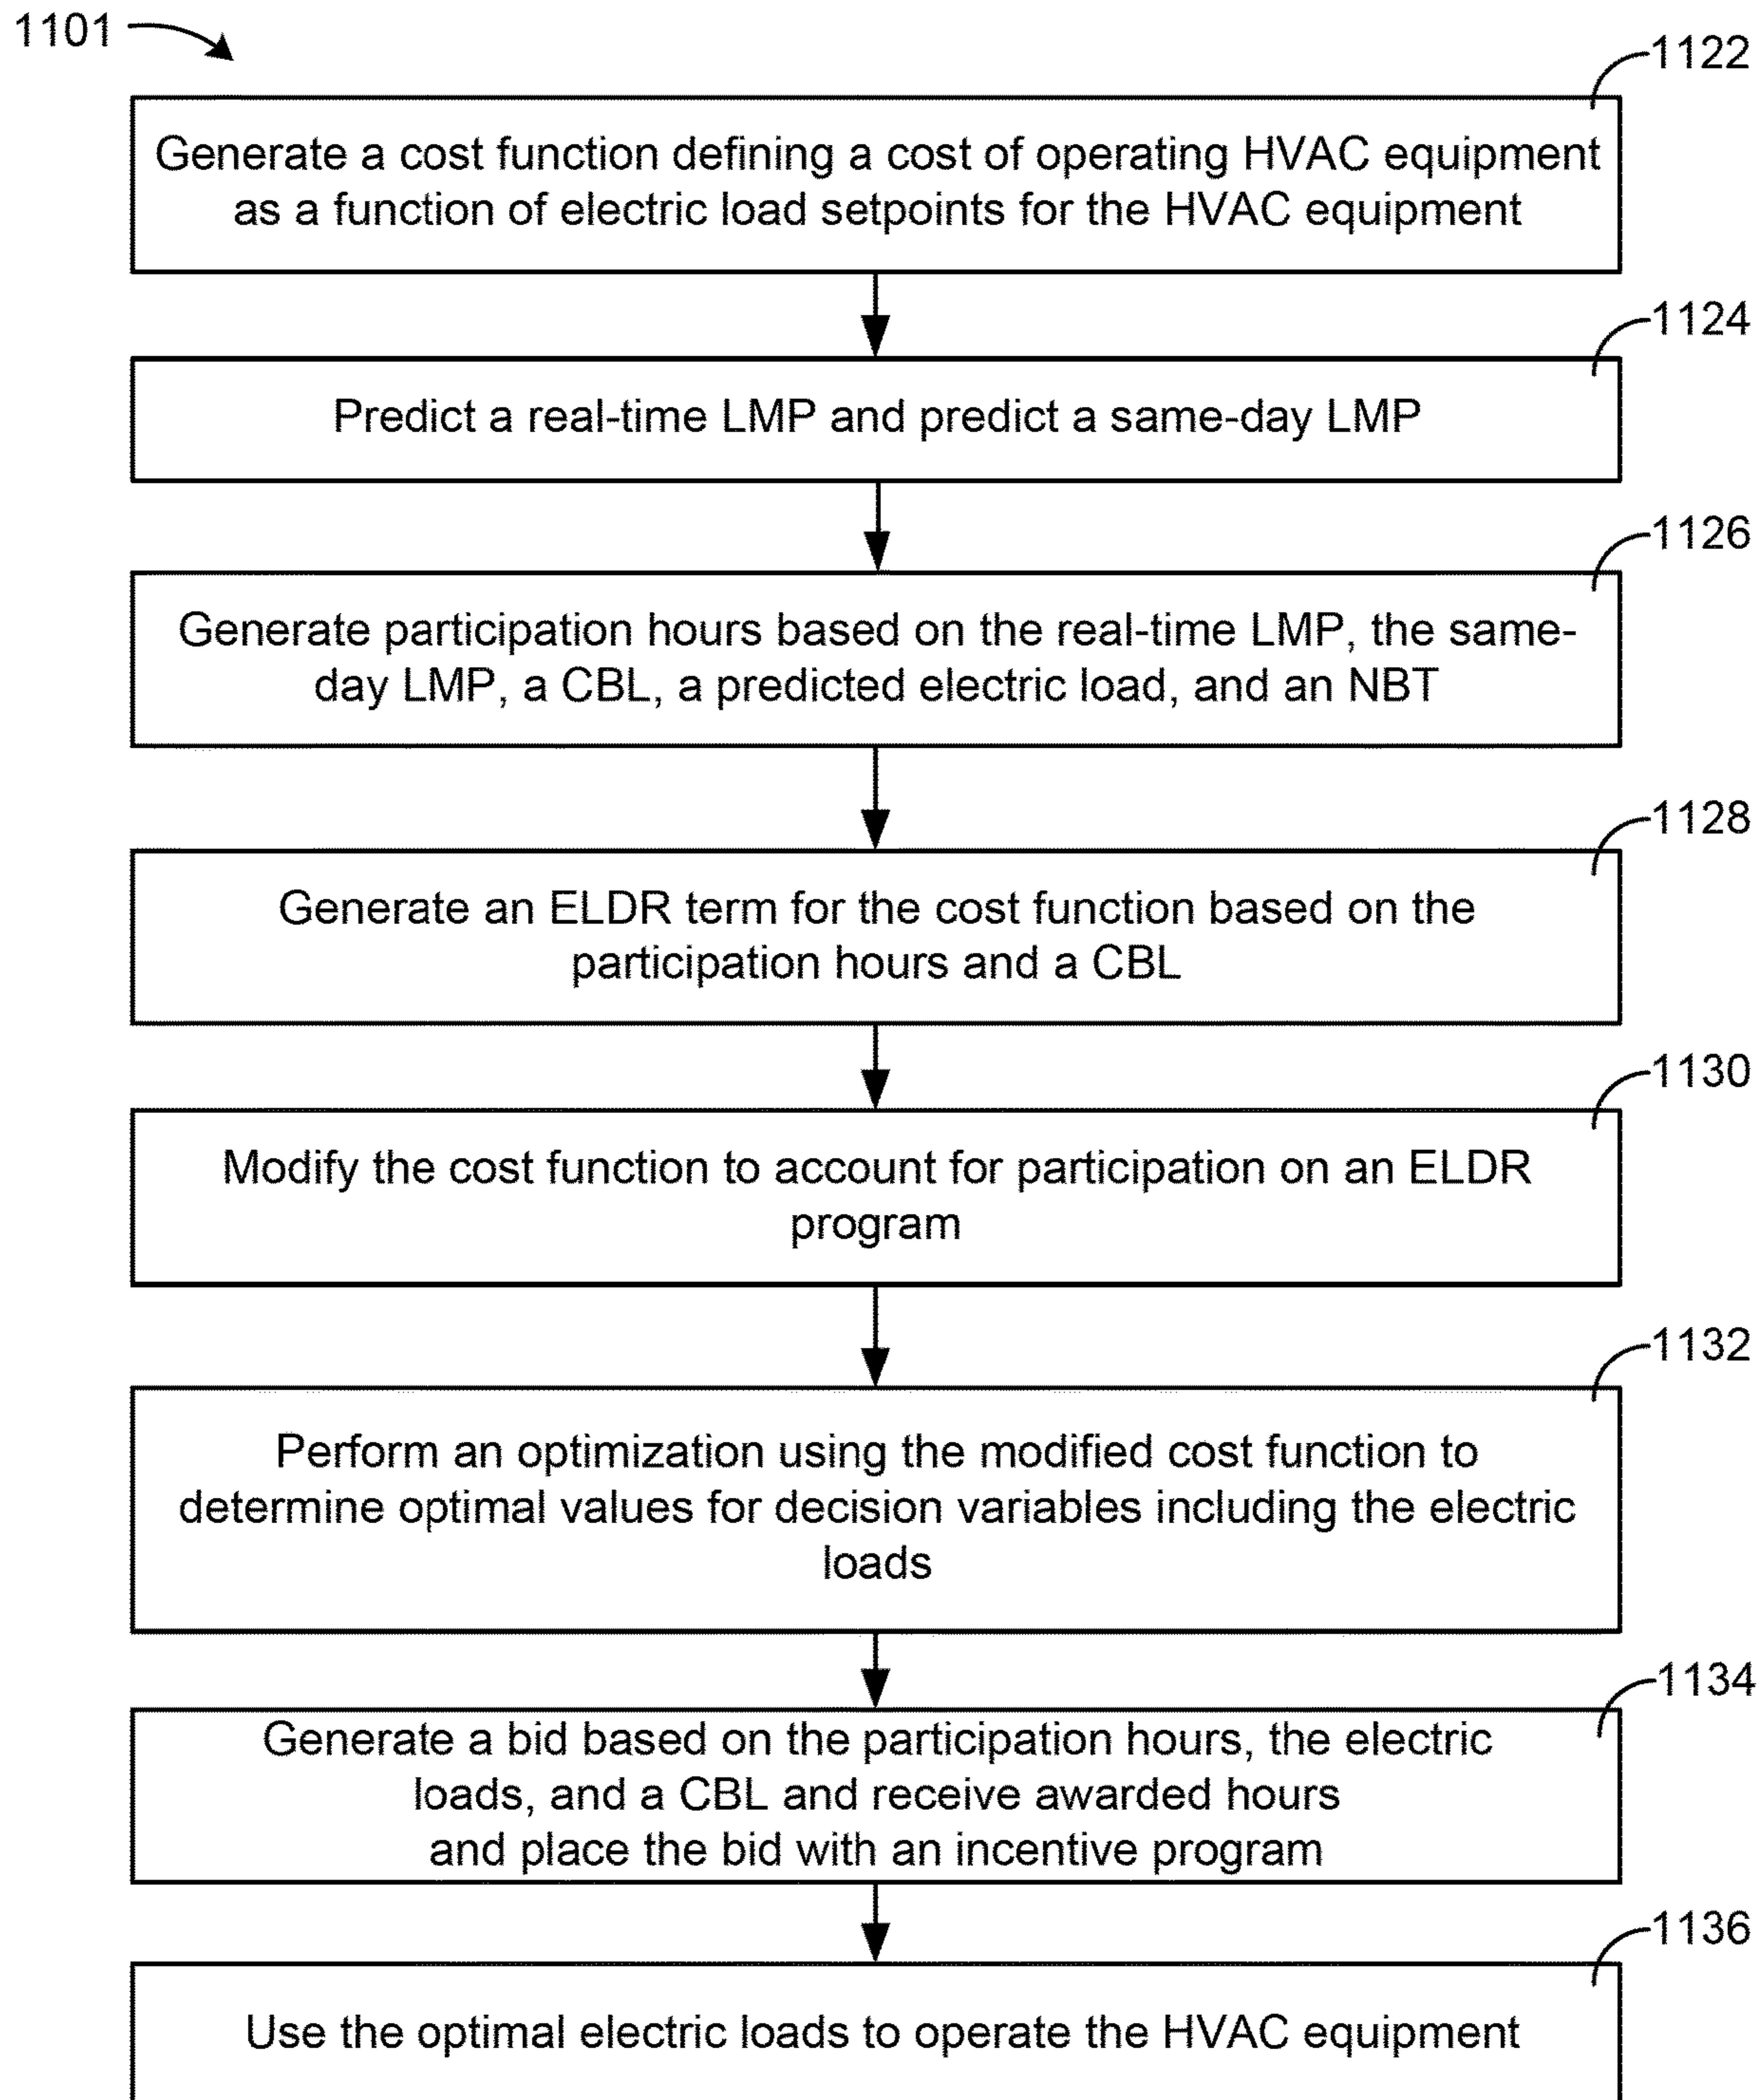 1101
1122
Generate a cost function defining a cost of operating HVAC equipment
as a function of electric load setpoints for the HVAC equipment
1124
Predict a real-time LMP and predict a same-day LMP
1126
Generate participation hours based on the real-time LMP, the same-
day LMP, a CBL, a predicted electric load, and an NBT
1128
Generate an ELDR term for the cost function based on the
participation hours and a CBL
1130
Modify the cost function to account for participation on an ELDR
program
1132
Perform an optimization using the modified cost function to
determine optimal values for decision variables including the electric
loads
1134
Generate a bid based on the participation hours, the electric
loads, and a CBL and receive awarded hours
and place the bid with an incentive program
1136
Use the optimal electric loads to operate the HVAC equipment